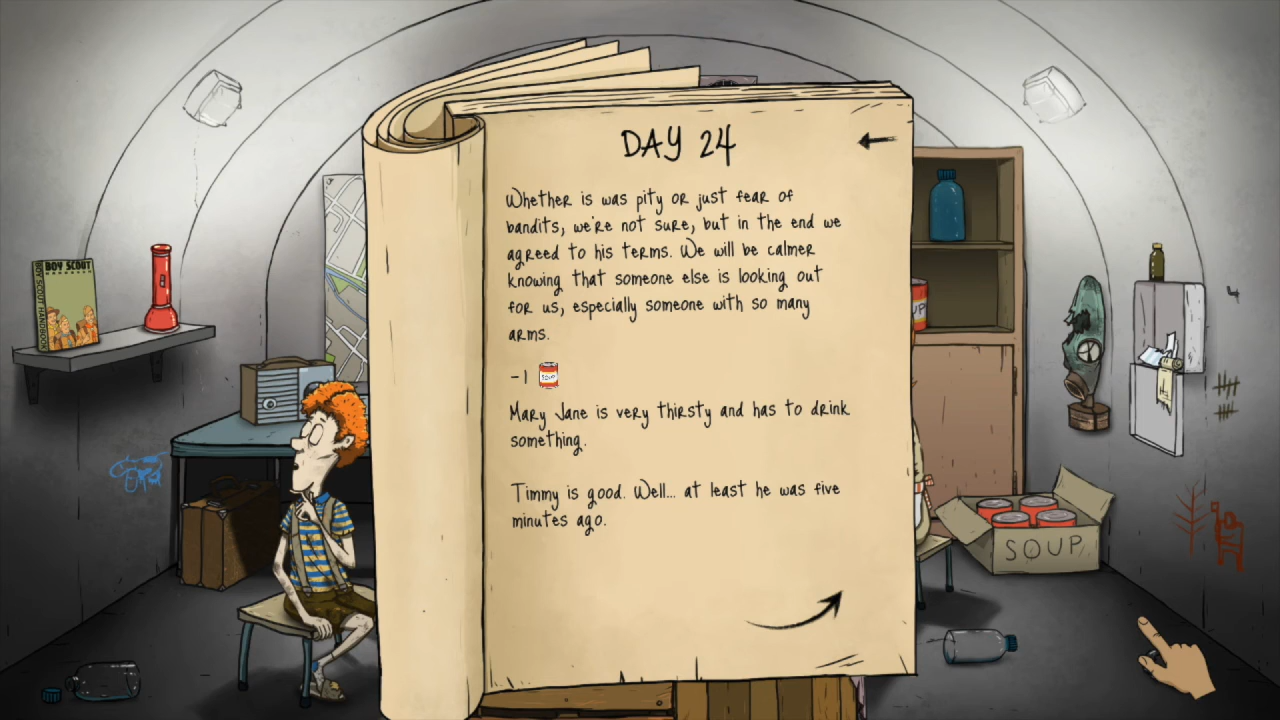 DAY 24
Whether is was pity or just fear of
bandits, we're not sure, but in the end we
agreed to his terms. We will be calmer
knowing that someone else is looking out
for us, especially someone with so many
arms.
-1 SOUP
Mary Jane is very thirsty and has to drink
something.
Timmy is good. Well... at least he was five
minutes ago.
BOY SCOUT
BOY SCOUT HANDBOOK
UP
SOUP